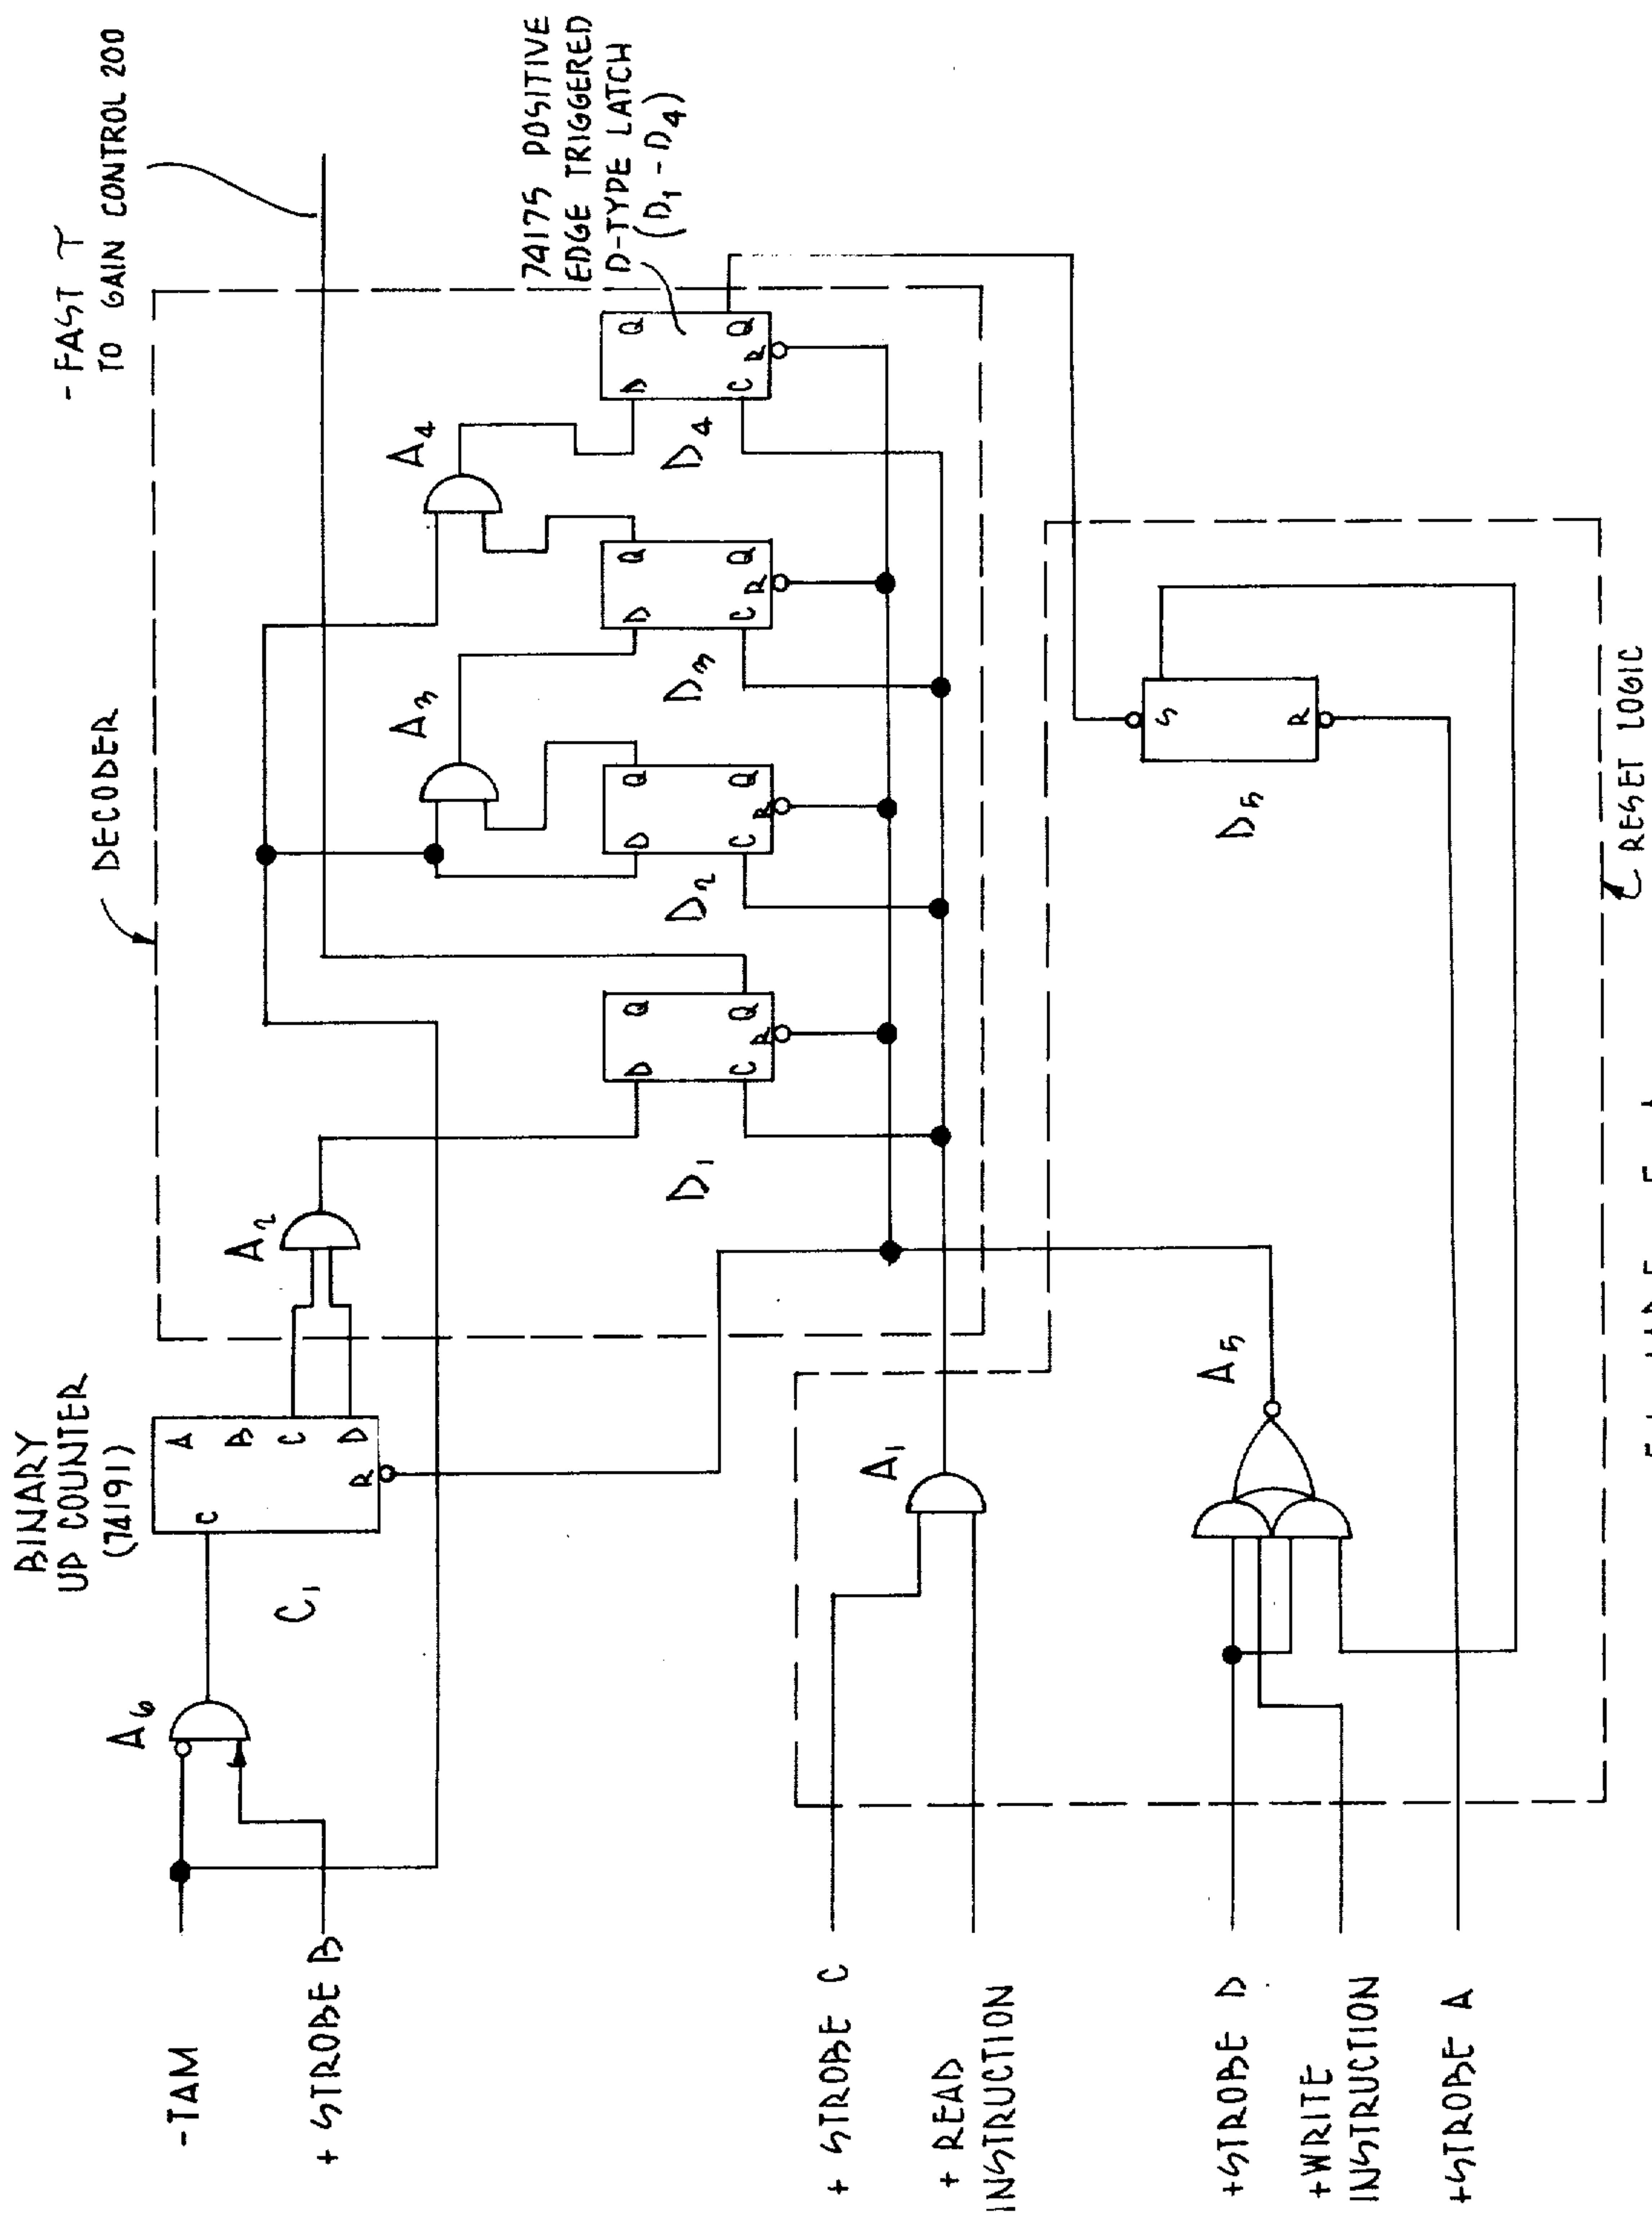 - FAST T
TO GAIN CONTROL 200
DECODER
74175 POSITIVE
EDGE TRIGGERED
D-TYPE LATCH
(D1 - D4)
BINARY
UP COUNTER
(74191)
- TAM
+ STROBE B
A6
C1
C
A
B
C
D
R
A2
A3
A4
D1
D
Q
C
R
Q
D2
D
Q
C
R
Q
D3
D
Q
C
R
Q
D4
D
Q
C
R
Q
+ STROBE C
+ READ
INSTRUCTION
A1
+STROBE D
+WRITE
INSTRUCTION
+STROBE A
A5
D5
S
R
RESET LOGIC